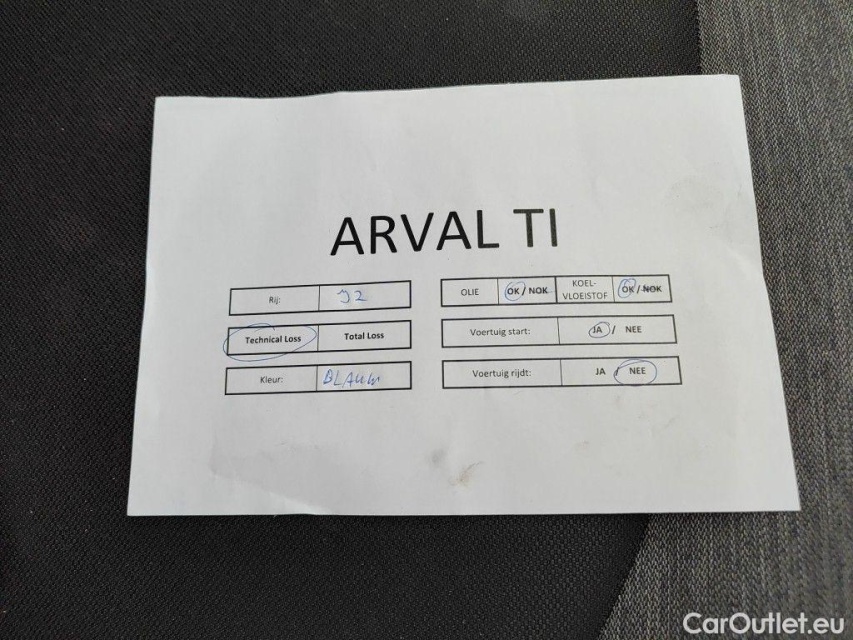 ARVAL TI
Rij: J2
OLIE OK / NOK KOEL-VLOEISTOF OK / NOK
Technical Loss Total Loss
Voertuig start: JA / NEE
Kleur: BLAUW
Voertuig rijdt: JA / NEE
CarOutlet.eu